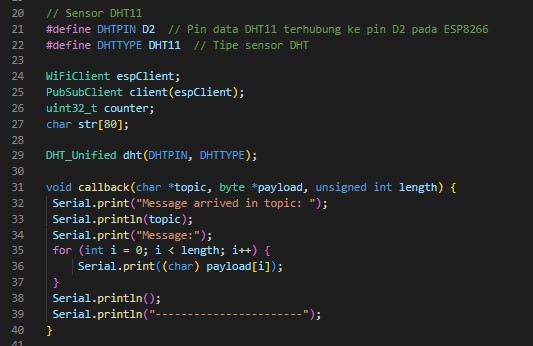 20 // Sensor DHT11
21 #define DHTPIN D2  // Pin data DHT11 terhubung ke pin D2 pada ESP8266
22 #define DHTTYPE DHT11  // Tipe sensor DHT
23
24 WiFiClient espClient;
25 PubSubClient client(espClient);
26 uint32_t counter;
27 char str[80];
28
29 DHT_Unified dht(DHTPIN, DHTTYPE);
30
31 void callback(char *topic, byte *payload, unsigned int length) {
32  Serial.print("Message arrived in topic: ");
33  Serial.println(topic);
34  Serial.print("Message:");
35  for (int i = 0; i < length; i++) {
36      Serial.print((char) payload[i]);
37  }
38  Serial.println();
39  Serial.println("-----------------------");
40 }